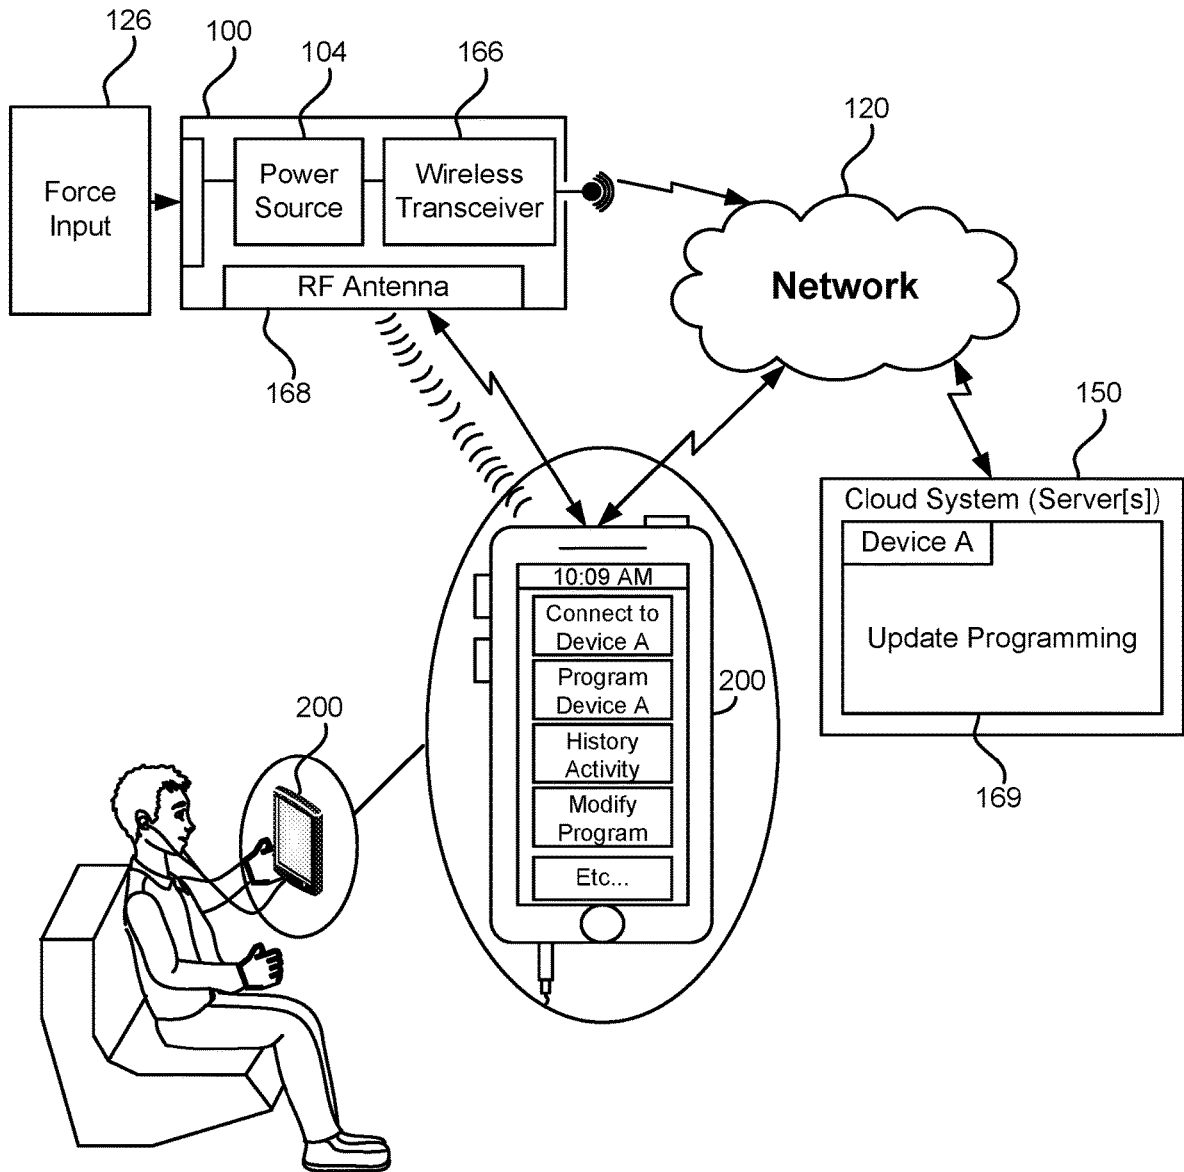 126
100
104
166
120
Force
Input
Power
Source
Wireless
Transceiver
RF Antenna
168
Network
150
Cloud System (Server[s])
Device A
Update Programming
169
10:09 AM
Connect to
Device A
Program
Device A
History
Activity
Modify
Program
Etc...
200
200